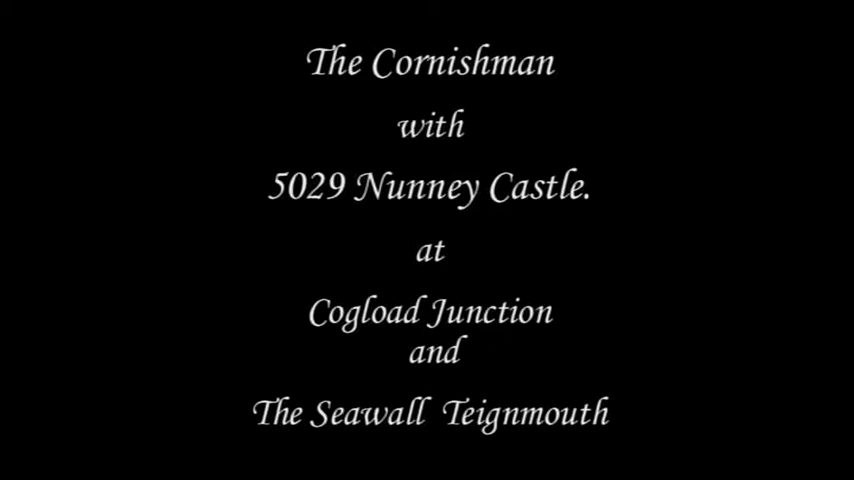 The Cornishman
with
5029 Nunney Castle.
at
Cogload Junction
and
The Seawall Teignmouth